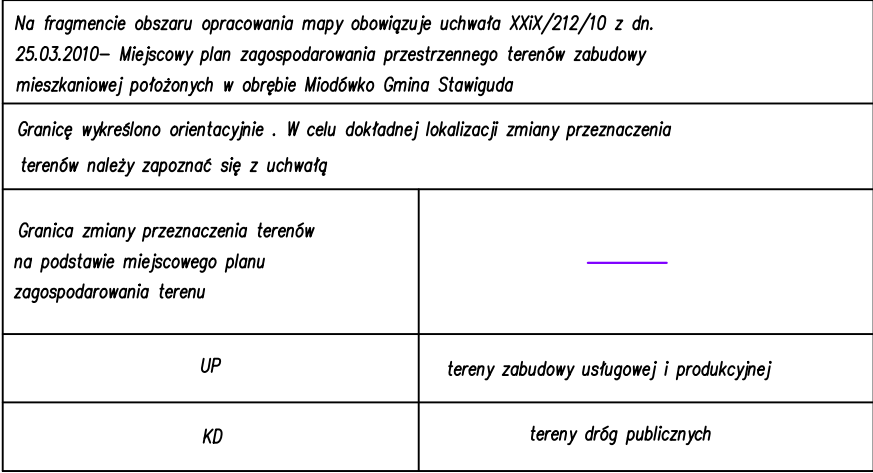 Na fragmencie obszaru opracowania mapy obowiązuje uchwała XXiX/212/10 z dn.
25.03.2010– Miejscowy plan zagospodarowania przestrzennego terenów zabudowy
mieszkaniowej położonych w obrębie Miodówko Gmina Stawiguda
Granicę wykreślono orientacyjnie . W celu dokładnej lokalizacji zmiany przeznaczenia
terenów należy zapoznać się z uchwałą
Granica zmiany przeznaczenia terenów
na podstawie miejscowego planu
zagospodarowania terenu
UP
tereny zabudowy usługowej i produkcyjnej
KD
tereny dróg publicznych